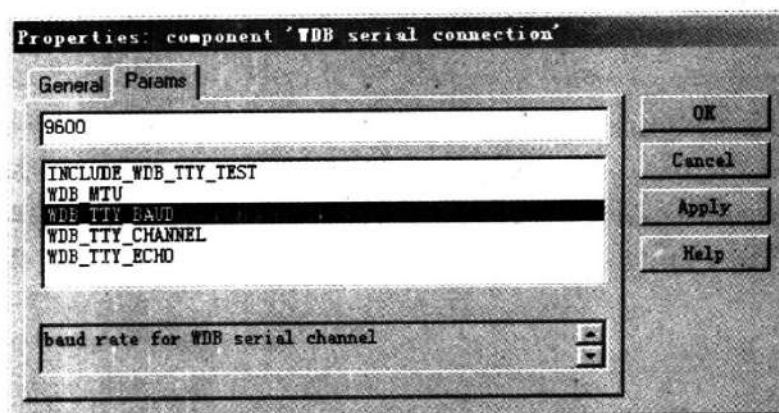 Properties: component 'WDB serial connection'
General
Params
9600
INCLUDE_WDB_TTY_TEST
WDB_MTU
WDB_TTY_BAUD
WDB_TTY_CHANNEL
WDB_TTY_ECHO
baud rate for WDB serial channel
OK
Cancel
Apply
Help